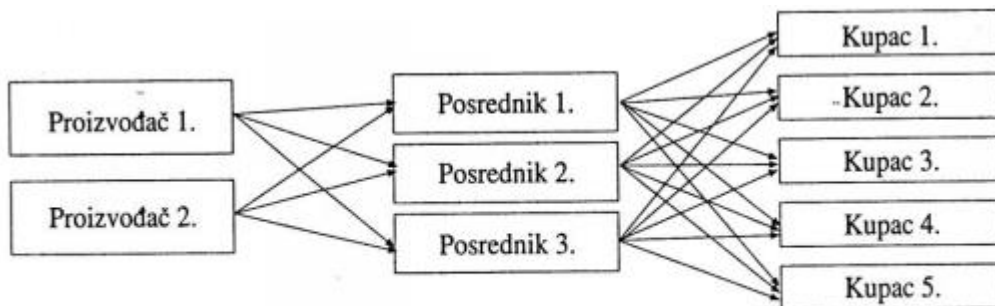 Proizvođač 1.
Proizvođač 2.
Posrednik 1.
Posrednik 2.
Posrednik 3.
Kupac 1.
Kupac 2.
Kupac 3.
Kupac 4.
Kupac 5.